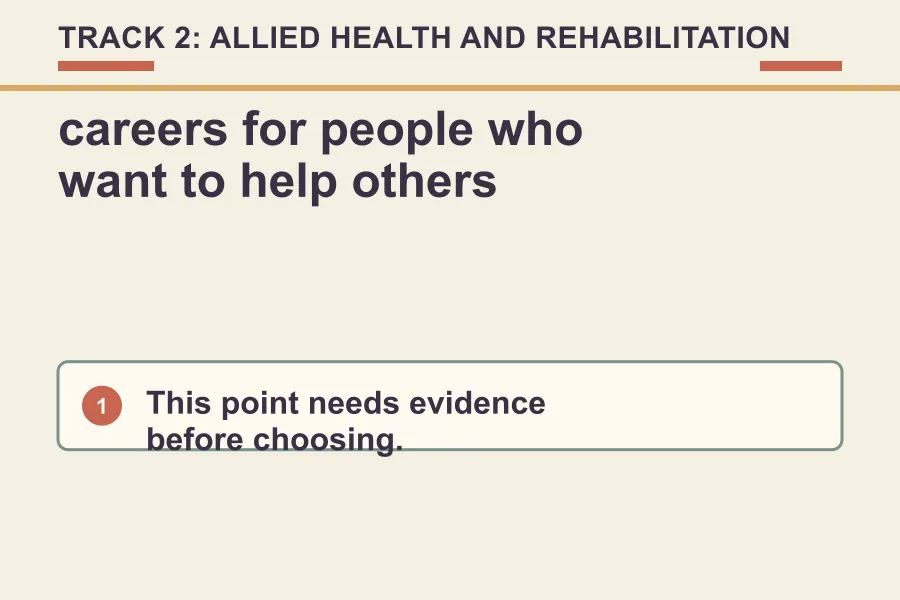 TRACK 2: ALLIED HEALTH AND REHABILITATION
careers for people who
want to help others
1
This point needs evidence
before choosing.